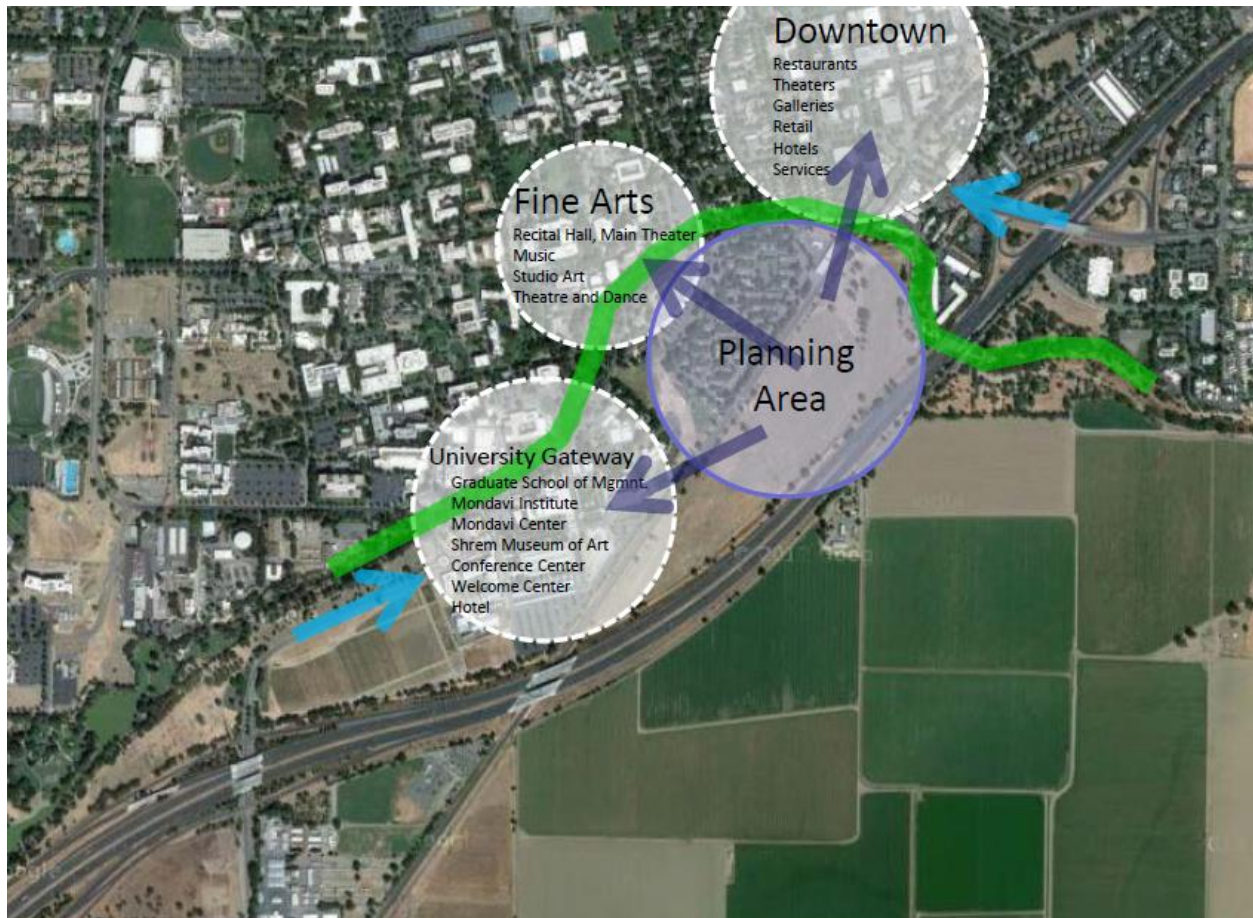 Downtown
Restaurants
Theaters
Galleries
Retail
Hotels
Services
Fine Arts
Recital Hall, Main Theater
Music
Studio Art
Theatre and Dance
Planning
Area
University Gateway
Graduate School of Mgmnt.
Mondavi Institute
Mondavi Center
Shrem Museum of Art
Conference Center
Welcome Center
Hotel